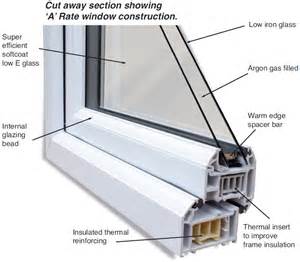 Cut away section showing
'A' Rate window construction.
Low iron glass
Super
efficient
softcoat
low E glass
Argon gas filled
Warm edge
spacer bar
Internal
glazing
bead
Thermal insert
to improve
frame insulation
Insulated thermal
reinforcing